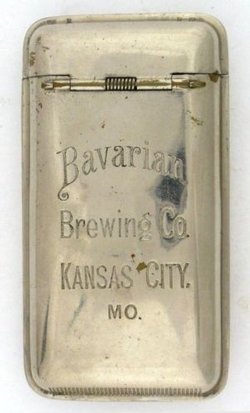 Bavarian
Brewing Co.
KANSAS CITY.
MO.